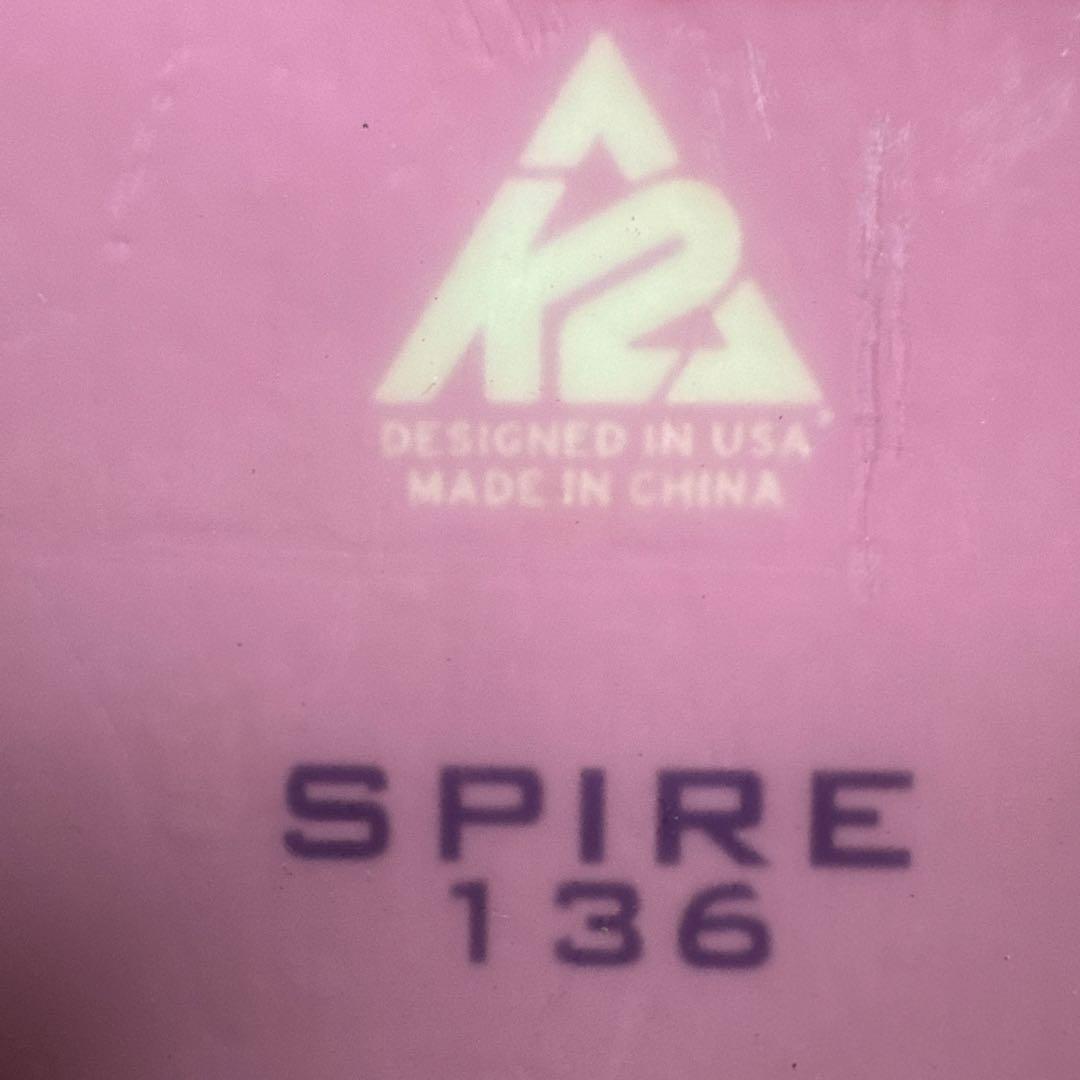 K2
DESIGNED IN USA
MADE IN CHINA
SPIRE
136